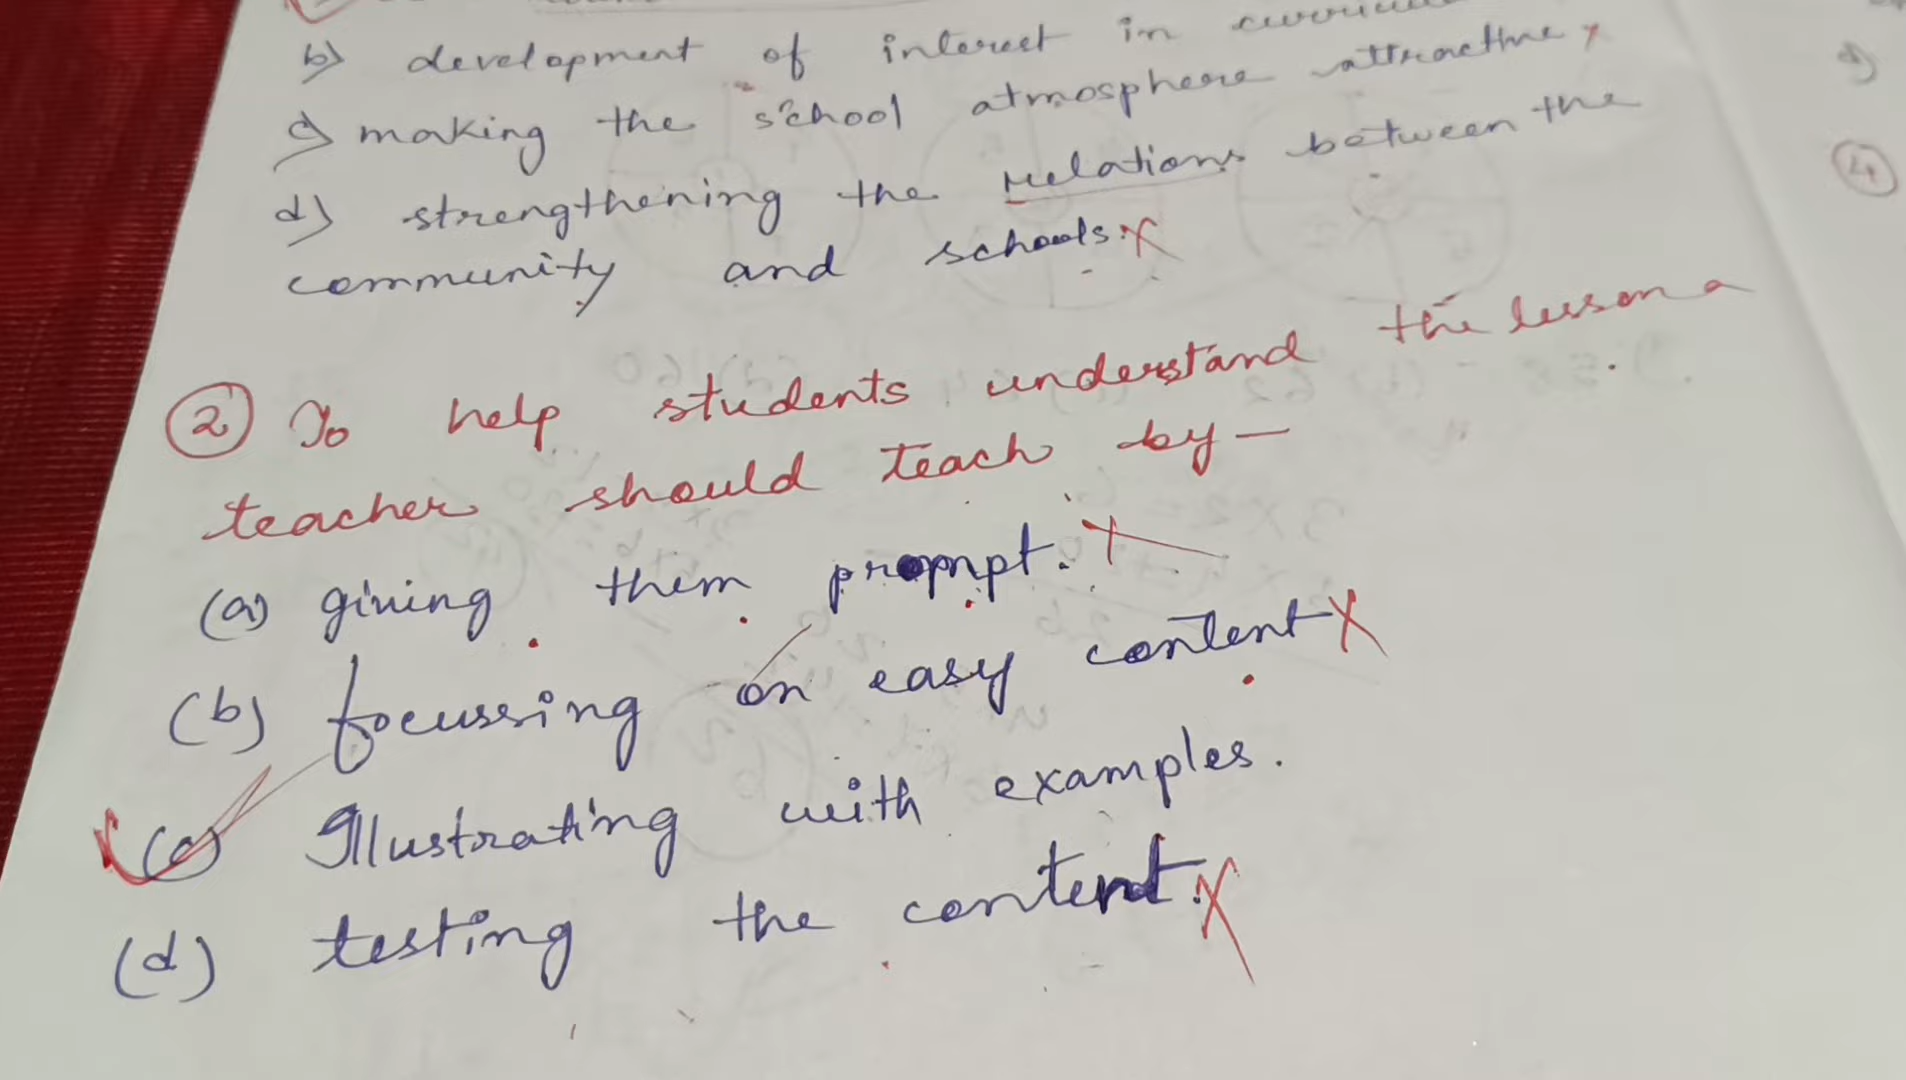 b) development of interest in
c) making the school atmosphere attractive x
d) strengthening the relations between the
community and schools. x
② To help students understand the lesson a
teacher should teach by —
(a) giving them prompt. x
(b) focussing on easy content x
(c) Illustrating with examples.
(d) testing the content. x
④